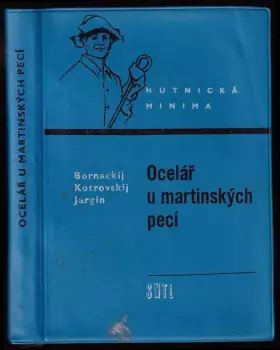 OCELÁŘ U MARTINSKÝCH PECÍ
HUTNICKÁ
MINIMA
Bornackij
Kotrovskij
Jargin
Ocelář
u martinských
pecí
SNTL